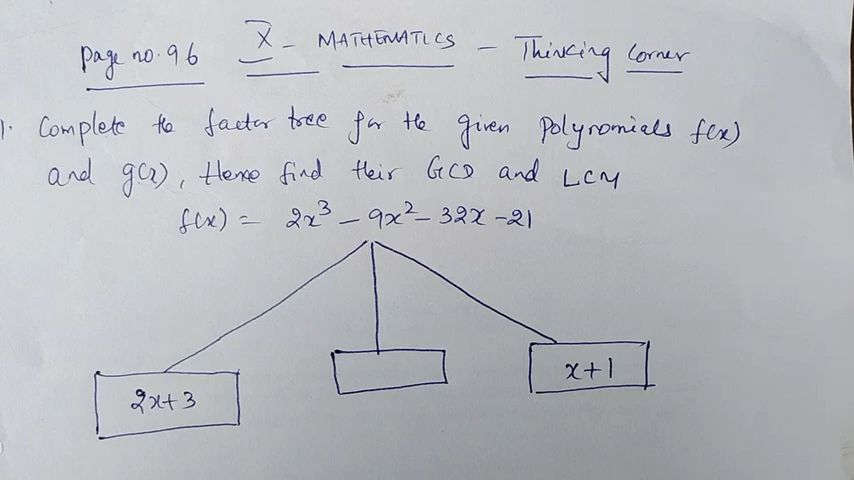 Page no. 96 X - MATHEMATICS - Thinking Corner
1. Complete the factor tree for the given Polynomials f(x)
and g(x), Hence find their GCD and LCM
f(x) = 2x³ - 9x² - 32x - 21
2x+3
x+1